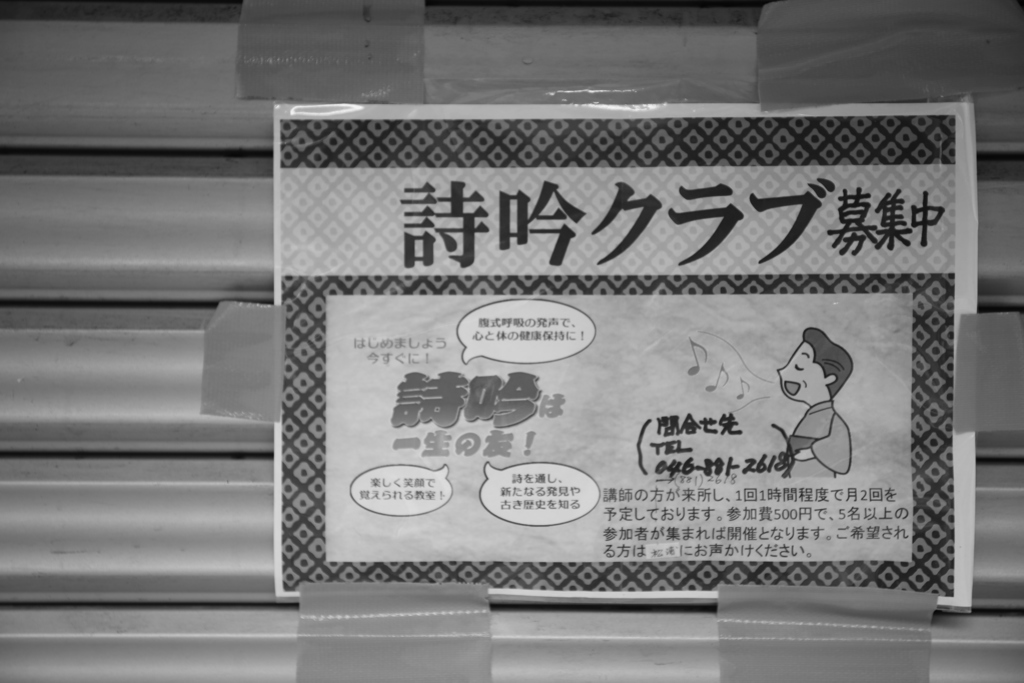 詩吟クラブ募集中
腹式呼吸の発声で、
心と体の健康保持に！
はじめましょう
今すぐに！
詩吟は
一生の友！
楽しく笑顔で
覚えられる教室！
詩を通し、
新たなる発見や
古き歴史を知る
問合せ先
TEL
046-881-2618
講師の方が来所し、1回1時間程度で月2回を
予定しております。参加費500円で、5名以上の
参加者が集まれば開催となります。ご希望され
る方は
にお声かけください。